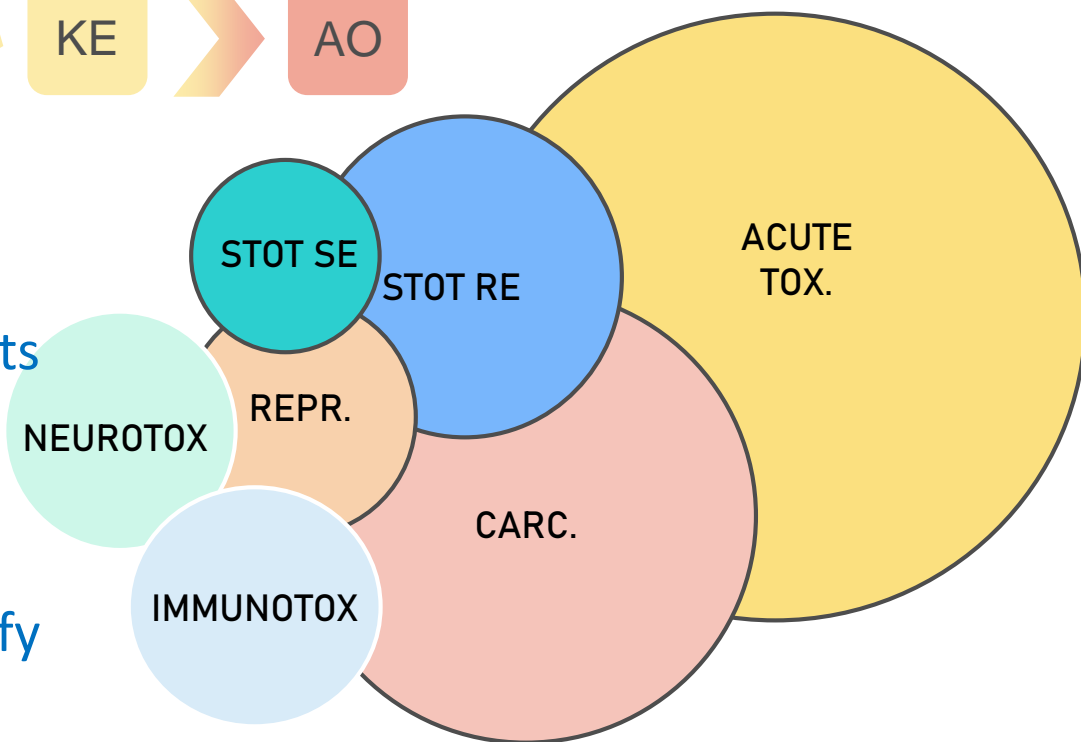 KE
AO
ACUTE
TOX.
STOT SE
STOT RE
ts
REPR.
NEUROTOX
CARC.
IMMUNOTOX
fy